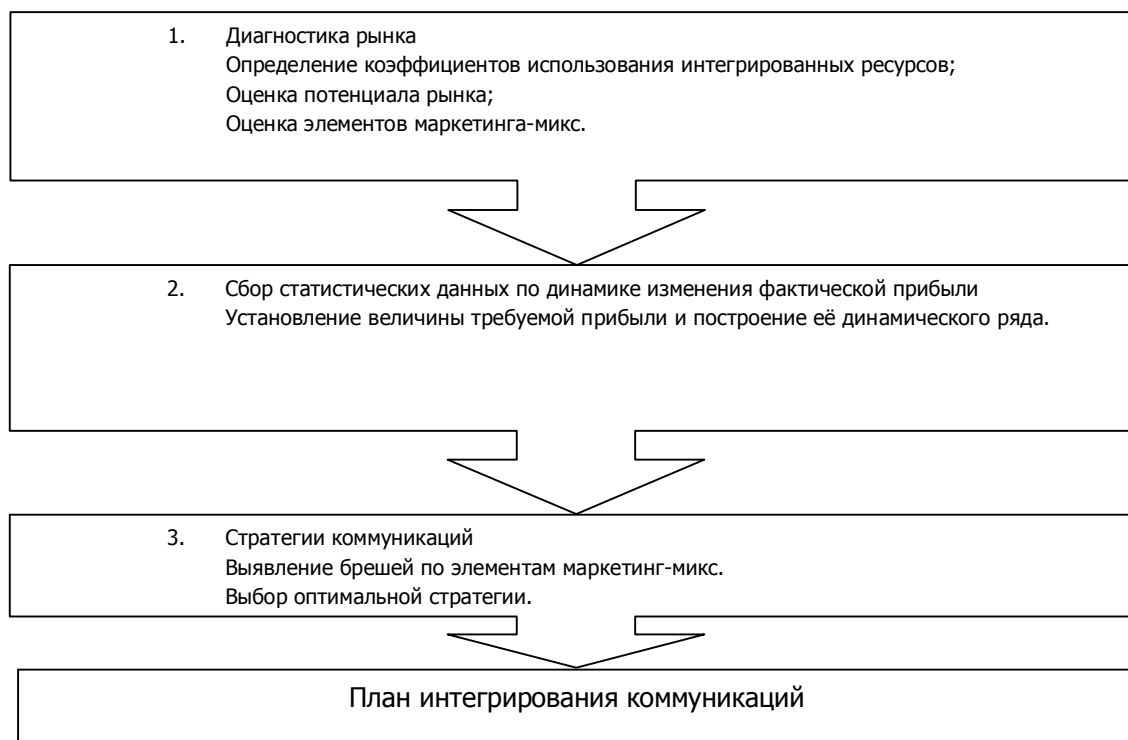 1. Диагностика рынка
Определение коэффициентов использования интегрированных ресурсов;
Оценка потенциала рынка;
Оценка элементов маркетинга-микс.
2. Сбор статистических данных по динамике изменения фактической прибыли
Установление величины требуемой прибыли и построение её динамического ряда.
3. Стратегии коммуникаций
Выявление брешей по элементам маркетинг-микс.
Выбор оптимальной стратегии.
План интегрирования коммуникаций